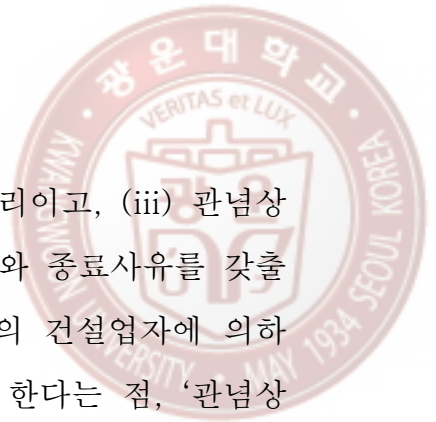 광운대학교
VERITAS et LUX
KWANGWOON UNIVERSITY • MAY 1934 SEOUL KOREA
리이고, (iii) 관념상
와 종료사유를 갖출
의 건설업자에 의하
한다는 점, ‘관념상